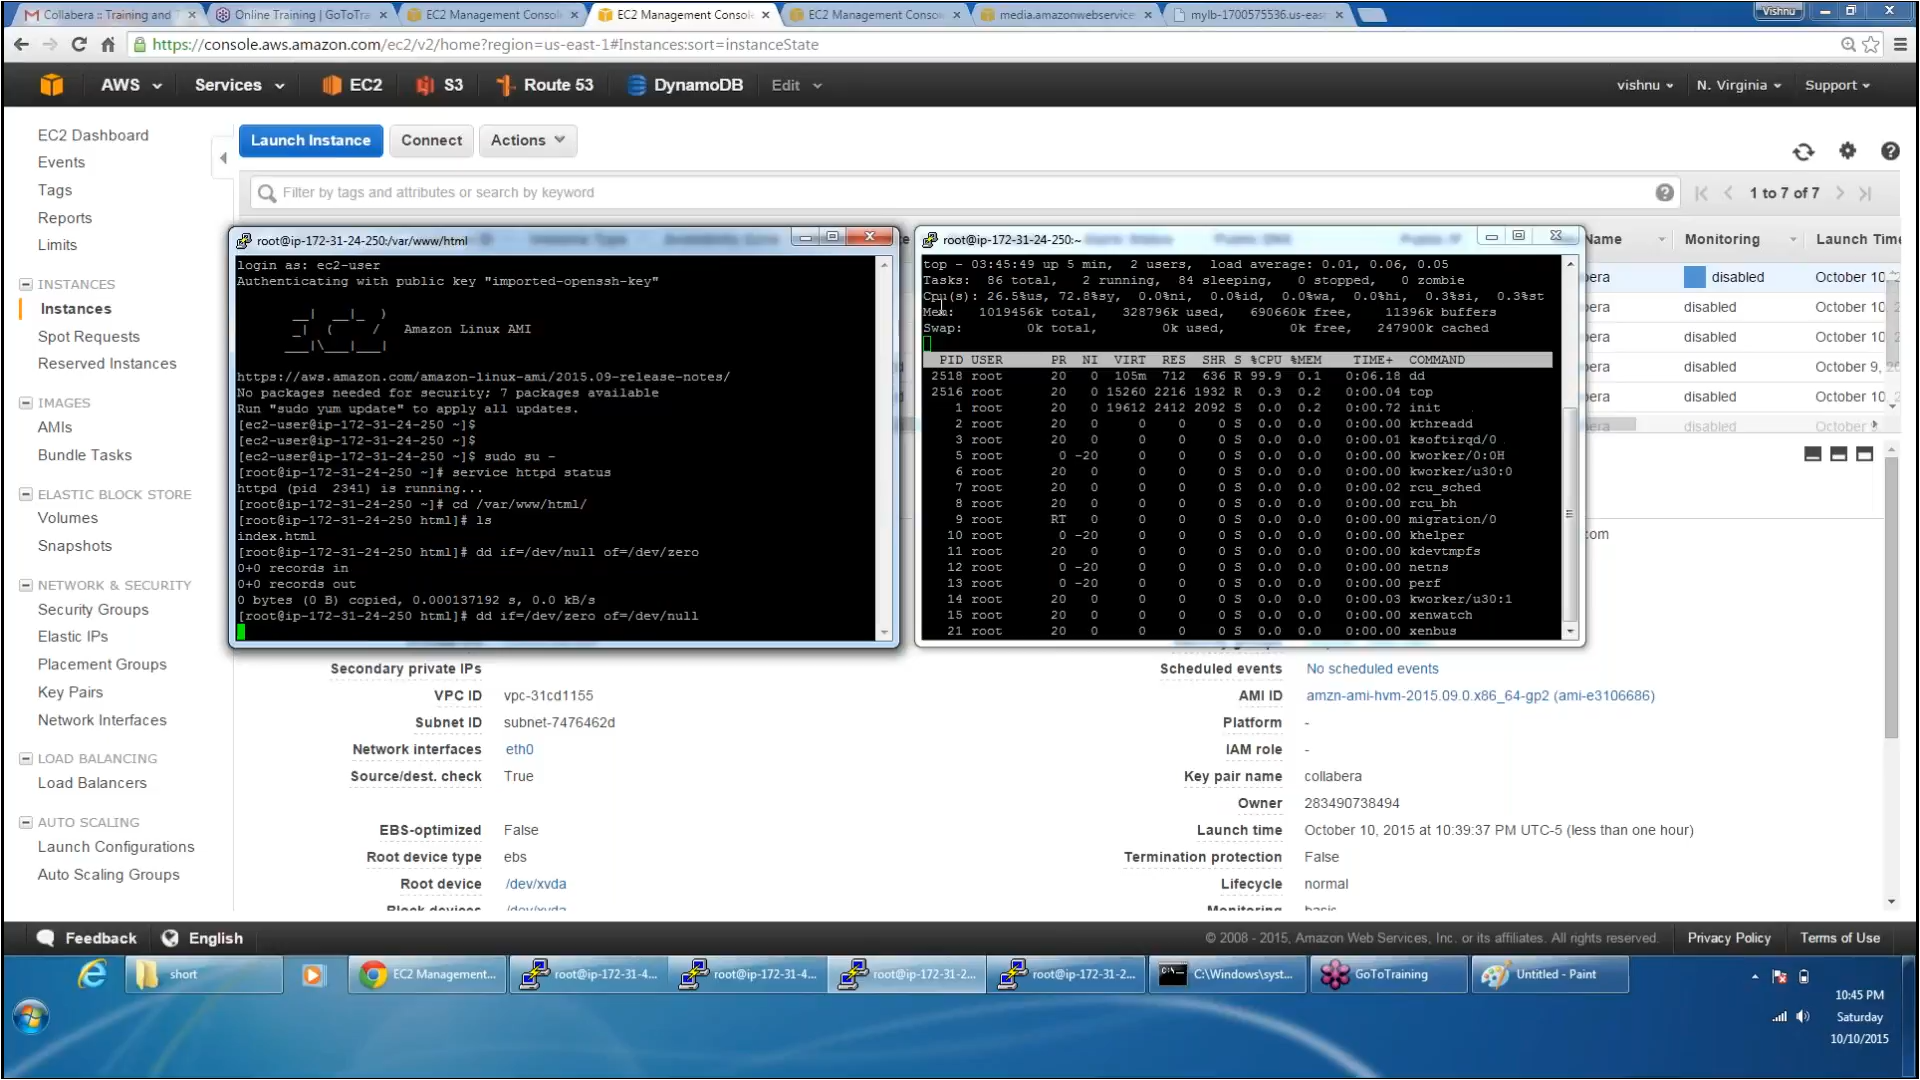 Collabera :: Training and
Online Training | GoToTra
EC2 Management Console
EC2 Management Console
EC2 Management Console
media.amazonwebservice
mylb-1700575536.us-eas
Vishnu
https://console.aws.amazon.com/ec2/v2/home?region=us-east-1#Instances:sort=instanceState
AWS
Services
EC2
S3
Route 53
DynamoDB
Edit
vishnu
N. Virginia
Support
EC2 Dashboard
Events
Tags
Reports
Limits
INSTANCES
Instances
Spot Requests
Reserved Instances
IMAGES
AMIs
Bundle Tasks
ELASTIC BLOCK STORE
Volumes
Snapshots
NETWORK & SECURITY
Security Groups
Elastic IPs
Placement Groups
Key Pairs
Network Interfaces
LOAD BALANCING
Load Balancers
AUTO SCALING
Launch Configurations
Auto Scaling Groups
Launch Instance
Connect
Actions
Filter by tags and attributes or search by keyword
1 to 7 of 7
Name
Monitoring
Launch Time
bera
disabled
October 10,
bera
disabled
October 10,
bera
disabled
October 10,
bera
disabled
October 9,
bera
disabled
October 10,
bera
disabled
October 9
root@ip-172-31-24-250:/var/www/html
login as: ec2-user
Authenticating with public key "imported-openssh-key"
__|  __|_  )
_|  (     /   Amazon Linux AMI
___|\___|___|
https://aws.amazon.com/amazon-linux-ami/2015.09-release-notes/
No packages needed for security; 7 packages available
Run "sudo yum update" to apply all updates.
[ec2-user@ip-172-31-24-250 ~]$
[ec2-user@ip-172-31-24-250 ~]$
[ec2-user@ip-172-31-24-250 ~]$ sudo su -
[root@ip-172-31-24-250 ~]# service httpd status
httpd (pid  2341) is running...
[root@ip-172-31-24-250 ~]# cd /var/www/html/
[root@ip-172-31-24-250 html]# ls
index.html
[root@ip-172-31-24-250 html]# dd if=/dev/null of=/dev/zero
0+0 records in
0+0 records out
0 bytes (0 B) copied, 0.000137192 s, 0.0 kB/s
[root@ip-172-31-24-250 html]# dd if=/dev/zero of=/dev/null
root@ip-172-31-24-250:~
top - 03:45:49 up 5 min,  2 users,  load average: 0.01, 0.06, 0.05
Tasks:  86 total,   2 running,  84 sleeping,   0 stopped,   0 zombie
Cpu(s): 26.5%us, 72.8%sy,  0.0%ni,  0.0%id,  0.0%wa,  0.0%hi,  0.3%si,  0.3%st
Mem:   1019456k total,   328796k used,   690660k free,    11396k buffers
Swap:        0k total,        0k used,        0k free,   247900k cached
PID USER      PR  NI  VIRT  RES  SHR S %CPU %MEM    TIME+  COMMAND
2518 root      20   0  105m  712  636 R 99.9  0.1   0:06.18 dd
2516 root      20   0 15260 2216 1932 R  0.3  0.2   0:00.04 top
1 root      20   0 19612 2412 2092 S  0.0  0.2   0:00.72 init
2 root      20   0     0    0    0 S  0.0  0.0   0:00.00 kthreadd
3 root      20   0     0    0    0 S  0.0  0.0   0:00.01 ksoftirqd/0
5 root       0 -20     0    0    0 S  0.0  0.0   0:00.00 kworker/0:0H
6 root      20   0     0    0    0 S  0.0  0.0   0:00.00 kworker/u30:0
7 root      20   0     0    0    0 S  0.0  0.0   0:00.02 rcu_sched
8 root      20   0     0    0    0 S  0.0  0.0   0:00.00 rcu_bh
9 root      RT   0     0    0    0 S  0.0  0.0   0:00.00 migration/0
10 root       0 -20     0    0    0 S  0.0  0.0   0:00.00 khelper
11 root      20   0     0    0    0 S  0.0  0.0   0:00.00 kdevtmpfs
12 root       0 -20     0    0    0 S  0.0  0.0   0:00.00 netns
13 root       0 -20     0    0    0 S  0.0  0.0   0:00.00 perf
14 root      20   0     0    0    0 S  0.0  0.0   0:00.03 kworker/u30:1
15 root      20   0     0    0    0 S  0.0  0.0   0:00.00 xenwatch
21 root      20   0     0    0    0 S  0.0  0.0   0:00.00 xenbus
com
Secondary private IPs
VPC ID vpc-31cd1155
Subnet ID subnet-7476462d
Network interfaces eth0
Source/dest. check True
EBS-optimized False
Root device type ebs
Root device /dev/xvda
Block devices /dev/xvda
Scheduled events No scheduled events
AMI ID amzn-ami-hvm-2015.09.0.x86_64-gp2 (ami-e3106686)
Platform -
IAM role -
Key pair name collabera
Owner 283490738494
Launch time October 10, 2015 at 10:39:37 PM UTC-5 (less than one hour)
Termination protection False
Lifecycle normal
Monitoring basic
Feedback
English
© 2008 - 2015, Amazon Web Services, Inc. or its affiliates. All rights reserved.
Privacy Policy
Terms of Use
short
EC2 Management...
root@ip-172-31-4...
root@ip-172-31-4...
root@ip-172-31-2...
root@ip-172-31-2...
C:\Windows\syst...
GoToTraining
Untitled - Paint
10:45 PM
Saturday
10/10/2015